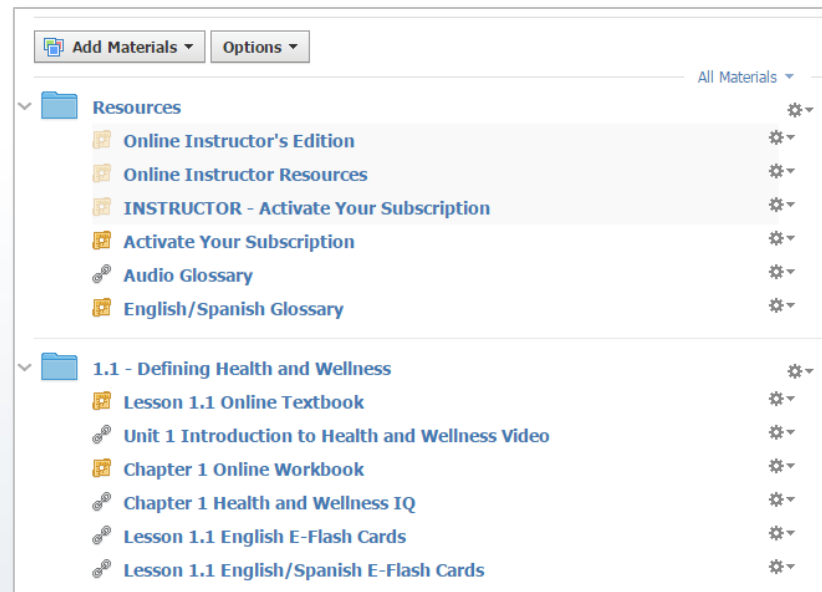 Add Materials Options
All Materials
Resources
Online Instructor's Edition
Online Instructor Resources
INSTRUCTOR - Activate Your Subscription
Activate Your Subscription
Audio Glossary
English/Spanish Glossary
1.1 - Defining Health and Wellness
Lesson 1.1 Online Textbook
Unit 1 Introduction to Health and Wellness Video
Chapter 1 Online Workbook
Chapter 1 Health and Wellness IQ
Lesson 1.1 English E-Flash Cards
Lesson 1.1 English/Spanish E-Flash Cards